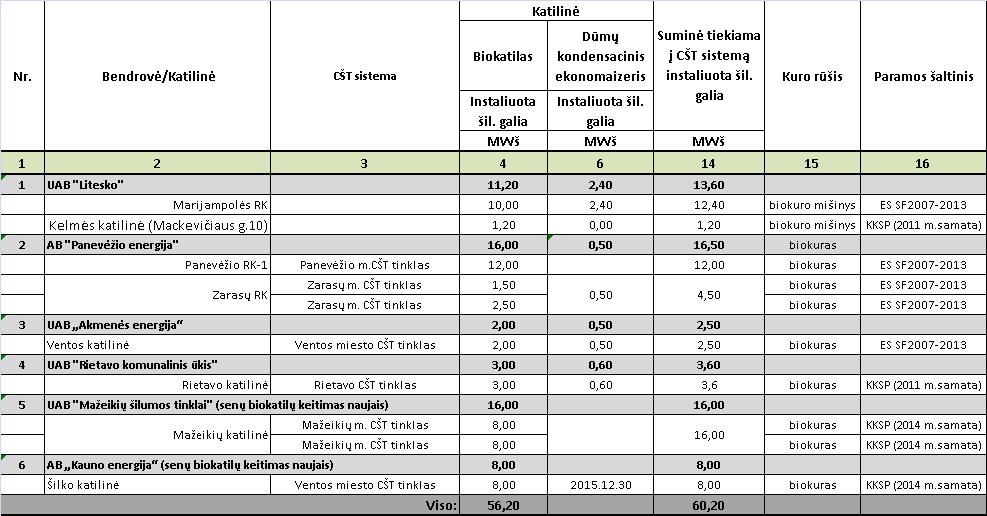 Nr. Bendrovė/Katilinė CŠT sistema Katilinė Suminė tiekiama į CŠT sistemą instaliuota šil. galia Kuro rūšis Paramos šaltinis
Biokatilas Dūmų kondensacinis ekonomaizeris
Instaliuota šil. galia Instaliuota šil. galia
MWš MWš MWš
1 2 3 4 6 14 15 16
1 UAB "Litesko" 11,20 2,40 13,60
Marijampolės RK 10,00 2,40 12,40 biokuro mišinys ES SF2007-2013
Kelmės katilinė (Mackevičiaus g.10) 1,20 0,00 1,20 biokuro mišinys KKSP (2011 m.samata)
2 AB "Panevėžio energija" 16,00 0,50 16,50 biokuras
Panevėžio RK-1 Panevėžio m.CŠT tinklas 12,00 12,00 biokuras ES SF2007-2013
Zarasų RK Zarasų m. CŠT tinklas 1,50 0,50 4,50 biokuras ES SF2007-2013
Zarasų m. CŠT tinklas 2,50 biokuras ES SF2007-2013
3 UAB „Akmenės energija“ 2,00 0,50 2,50
Ventos katilinė Ventos miesto CŠT tinklas 2,00 0,50 2,50 biokuras ES SF2007-2013
4 UAB "Rietavo komunalinis ūkis" 3,00 0,60 3,60
Rietavo katilinė Rietavo CŠT tinklas 3,00 0,60 3,6 biokuras KKSP (2011 m.samata)
5 UAB "Mažeikių šilumos tinklai" (senų biokatilų keitimas naujais) 16,00 16,00
Mažeikių katilinė Mažeikių m. CŠT tinklas 8,00 16,00 biokuras KKSP (2014 m.samata)
Mažeikių m. CŠT tinklas 8,00 biokuras KKSP (2014 m.samata)
6 AB „Kauno energija“ (senų biokatilų keitimas naujais) 8,00 8,00
Šilko katilinė Ventos miesto CŠT tinklas 8,00 2015.12.30 8,00 biokuras KKSP (2014 m.samata)
Viso: 56,20 60,20